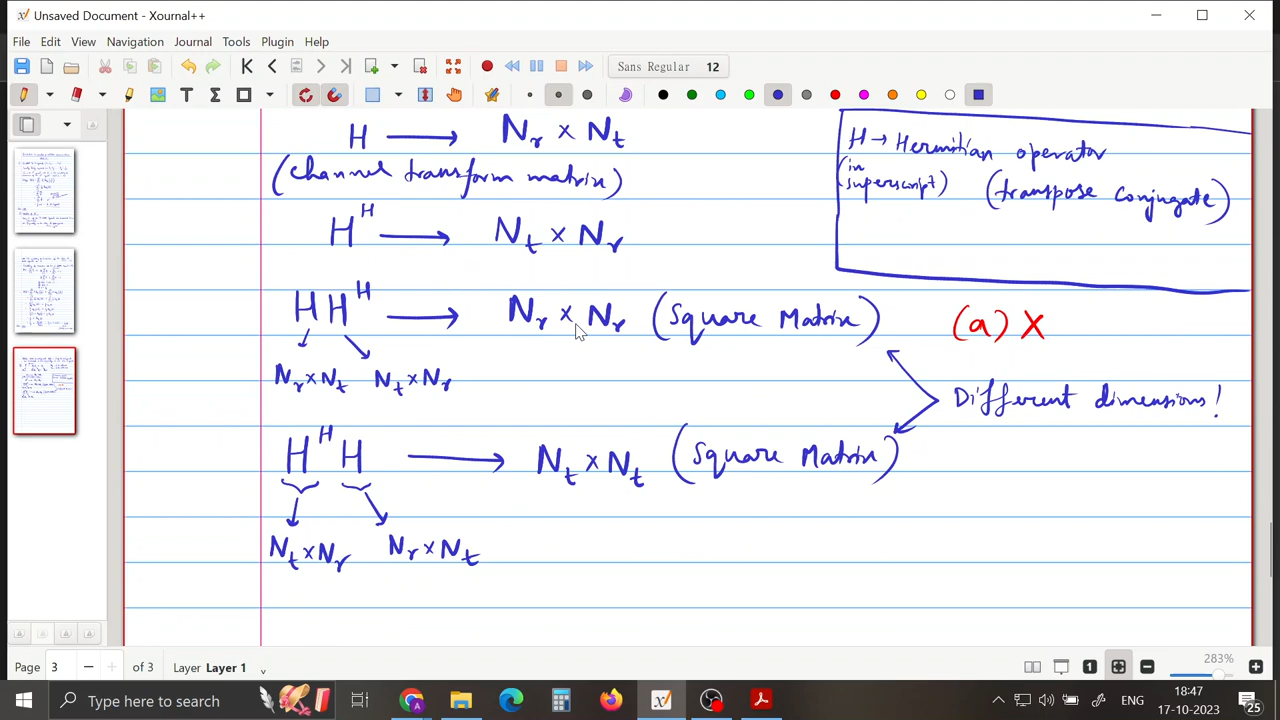 Unsaved Document - Xournal++
File Edit View Navigation Journal Tools Plugin Help
Sans Regular 12
H → Nr × Nt
(Channel transform matrix)
H → Hermitian operator
(in superscript) (transpose conjugate)
H^H → Nt × Nr
H H^H → Nr × Nr (Square Matrix) (a) X
Nr×Nt Nt×Nr
Different dimensions!
H^H H → Nt × Nt (Square Matrix)
Nt×Nr Nr×Nt
Page 3 of 3 Layer Layer 1
283%
Type here to search
ENG
18:47
17-10-2023
25